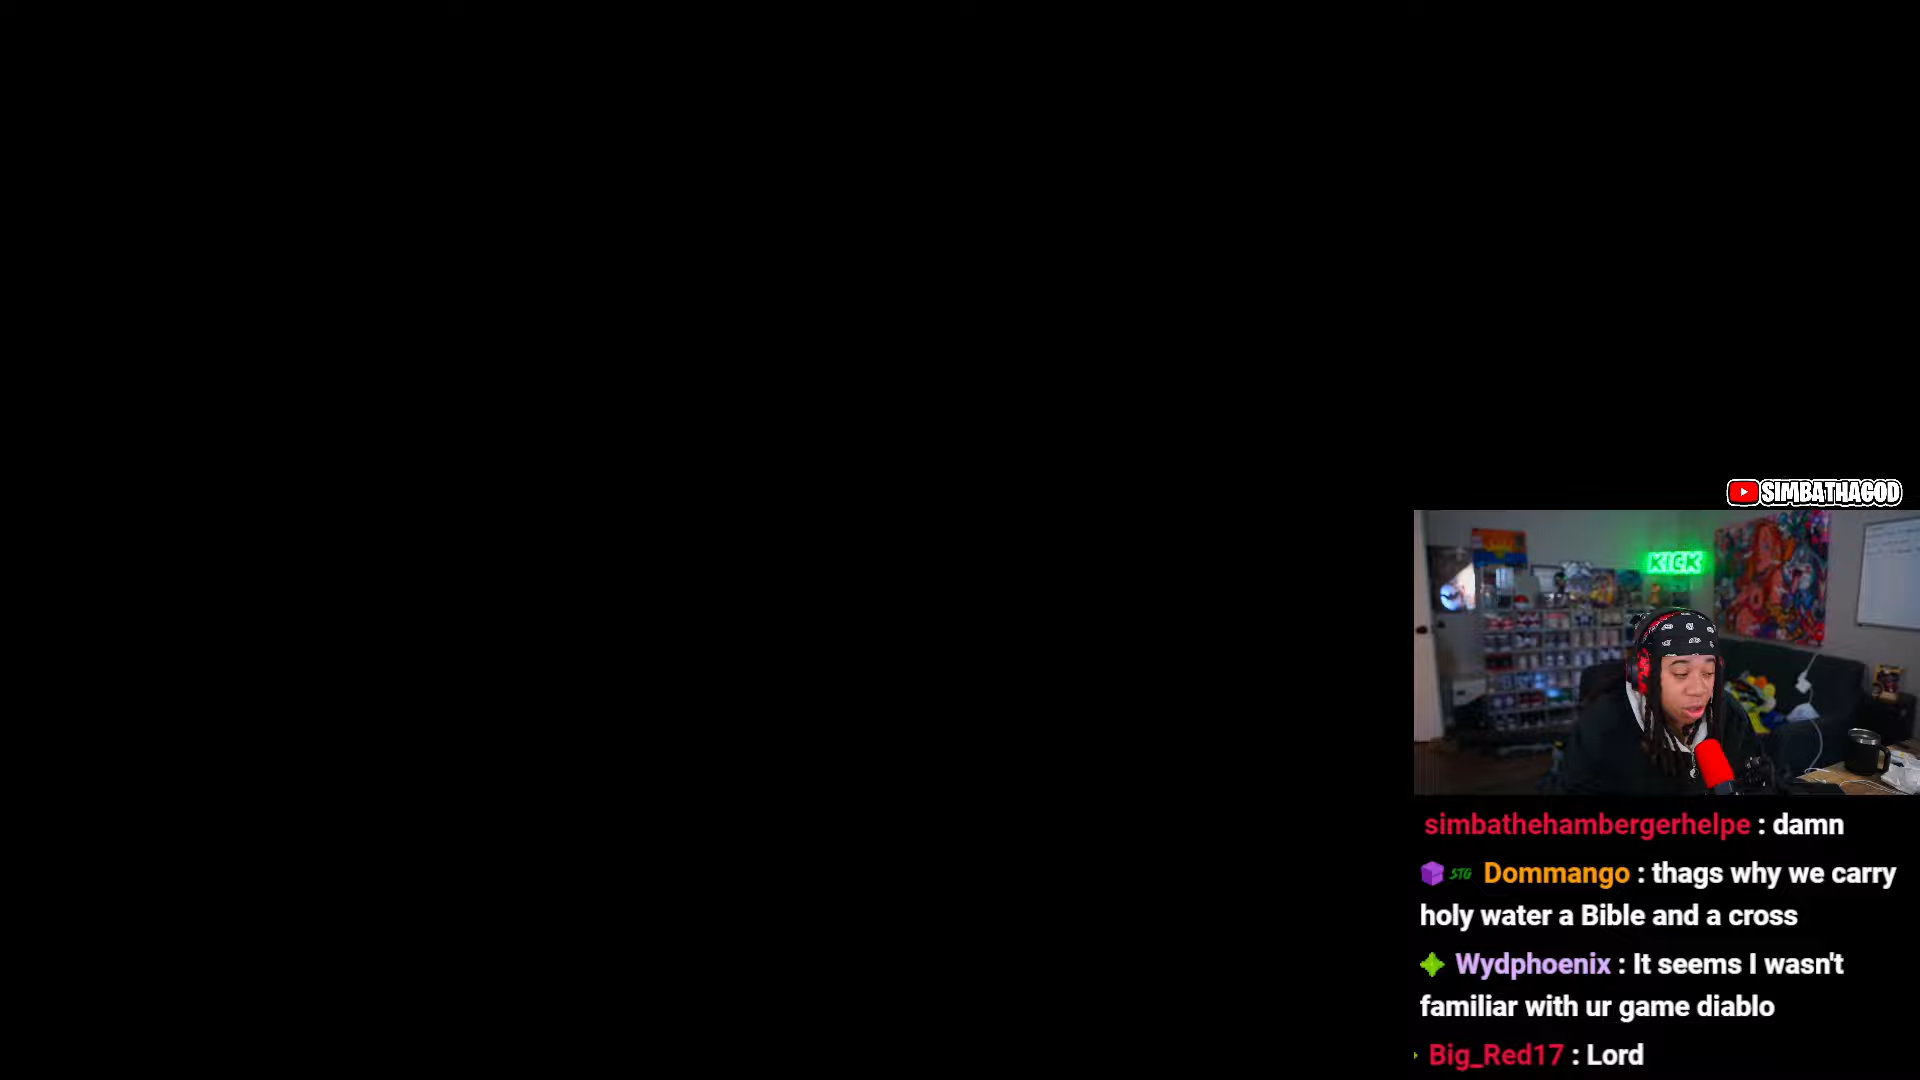 SIMBATHAGOD
KICK
simbathehambergerhelpe : damn
STG Dommango : thags why we carry
holy water a Bible and a cross
Wydphoenix : It seems I wasn't
familiar with ur game diablo
Big_Red17 : Lord